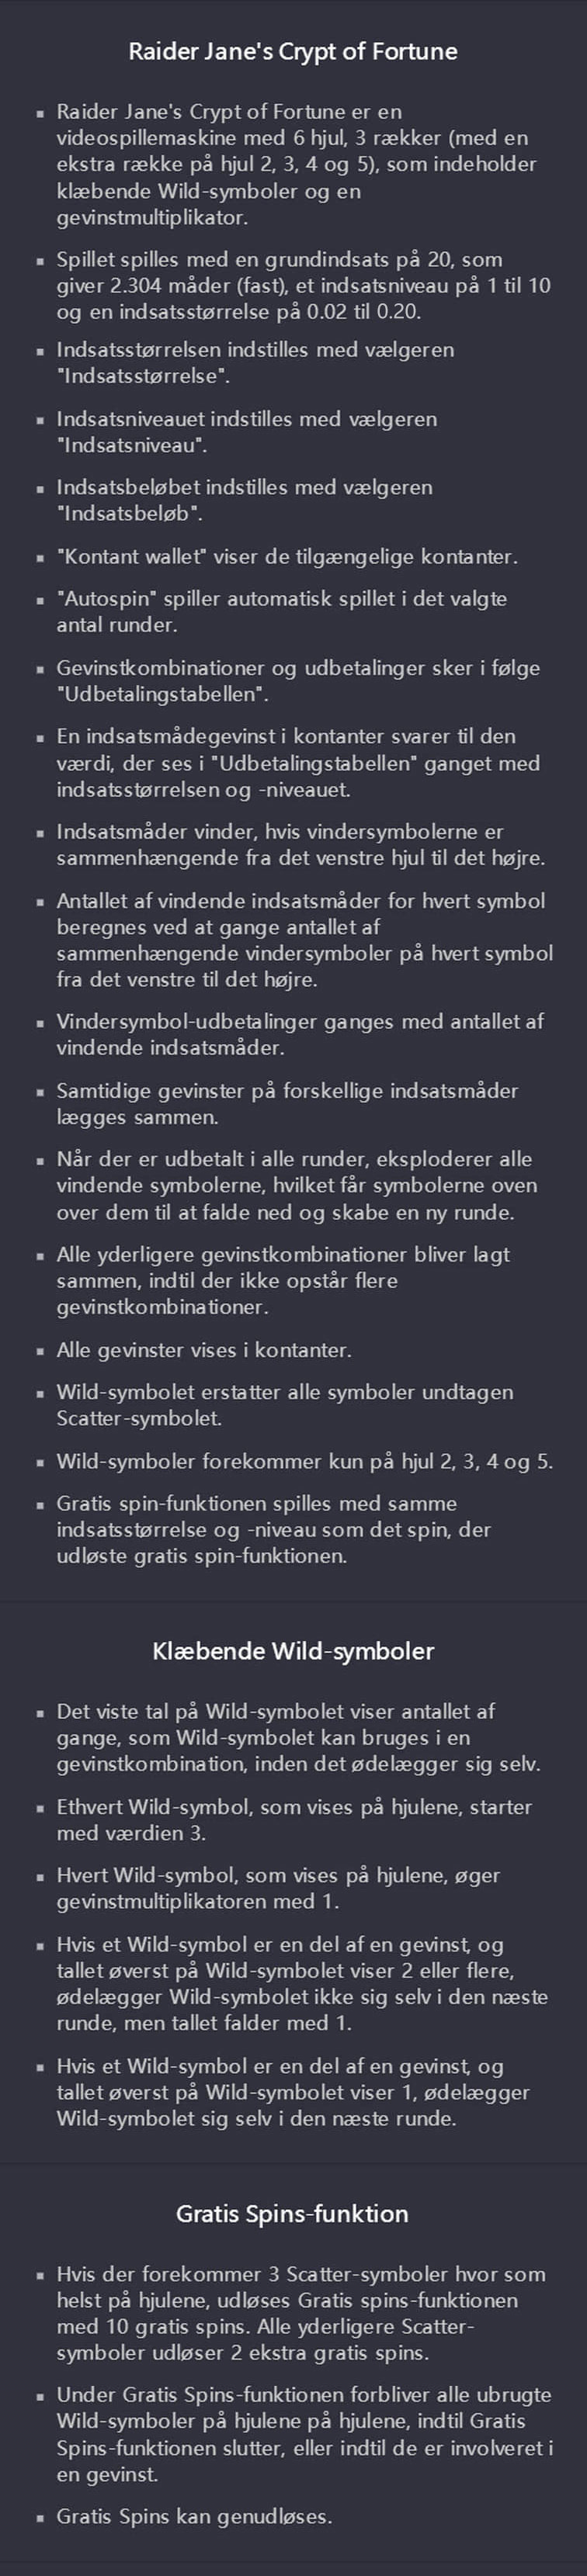 Raider Jane's Crypt of Fortune
▪ Raider Jane's Crypt of Fortune er en
videospillemaskine med 6 hjul, 3 rækker (med en
ekstra række på hjul 2, 3, 4 og 5), som indeholder
klæbende Wild-symboler og en
gevinstmultiplikator.
▪ Spillet spilles med en grundindsats på 20, som
giver 2.304 måder (fast), et indsatsniveau på 1 til 10
og en indsatsstørrelse på 0.02 til 0.20.
▪ Indsatsstørrelsen indstilles med vælgeren
"Indsatsstørrelse".
▪ Indsatsniveauet indstilles med vælgeren
"Indsatsniveau".
▪ Indsatsbeløbet indstilles med vælgeren
"Indsatsbeløb".
▪ "Kontant wallet" viser de tilgængelige kontanter.
▪ "Autospin" spiller automatisk spillet i det valgte
antal runder.
▪ Gevinstkombinationer og udbetalinger sker i følge
"Udbetalingstabellen".
▪ En indsatsmådegevinst i kontanter svarer til den
værdi, der ses i "Udbetalingstabellen" ganget med
indsatsstørrelsen og -niveauet.
▪ Indsatsmåder vinder, hvis vindersymbolerne er
sammenhængende fra det venstre hjul til det højre.
▪ Antallet af vindende indsatsmåder for hvert symbol
beregnes ved at gange antallet af
sammenhængende vindersymboler på hvert symbol
fra det venstre til det højre.
▪ Vindersymbol-udbetalinger ganges med antallet af
vindende indsatsmåder.
▪ Samtidige gevinster på forskellige indsatsmåder
lægges sammen.
▪ Når der er udbetalt i alle runder, eksploderer alle
vindende symbolerne, hvilket får symbolerne oven
over dem til at falde ned og skabe en ny runde.
▪ Alle yderligere gevinstkombinationer bliver lagt
sammen, indtil der ikke opstår flere
gevinstkombinationer.
▪ Alle gevinster vises i kontanter.
▪ Wild-symbolet erstatter alle symboler undtagen
Scatter-symbolet.
▪ Wild-symboler forekommer kun på hjul 2, 3, 4 og 5.
▪ Gratis spin-funktionen spilles med samme
indsatsstørrelse og -niveau som det spin, der
udløste gratis spin-funktionen.
Klæbende Wild-symboler
▪ Det viste tal på Wild-symbolet viser antallet af
gange, som Wild-symbolet kan bruges i en
gevinstkombination, inden det ødelægger sig selv.
▪ Ethvert Wild-symbol, som vises på hjulene, starter
med værdien 3.
▪ Hvert Wild-symbol, som vises på hjulene, øger
gevinstmultiplikatoren med 1.
▪ Hvis et Wild-symbol er en del af en gevinst, og
tallet øverst på Wild-symbolet viser 2 eller flere,
ødelægger Wild-symbolet ikke sig selv i den næste
runde, men tallet falder med 1.
▪ Hvis et Wild-symbol er en del af en gevinst, og
tallet øverst på Wild-symbolet viser 1, ødelægger
Wild-symbolet sig selv i den næste runde.
Gratis Spins-funktion
▪ Hvis der forekommer 3 Scatter-symboler hvor som
helst på hjulene, udløses Gratis spins-funktionen
med 10 gratis spins. Alle yderligere Scatter-
symboler udløser 2 ekstra gratis spins.
▪ Under Gratis Spins-funktionen forbliver alle ubrugte
Wild-symboler på hjulene på hjulene, indtil Gratis
Spins-funktionen slutter, eller indtil de er involveret i
en gevinst.
▪ Gratis Spins kan genudløses.